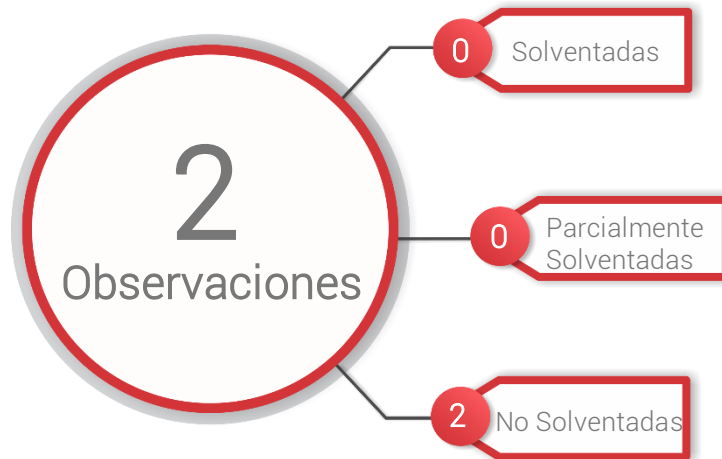 2
Observaciones
0
Solventadas
0
Parcialmente
Solventadas
2
No Solventadas